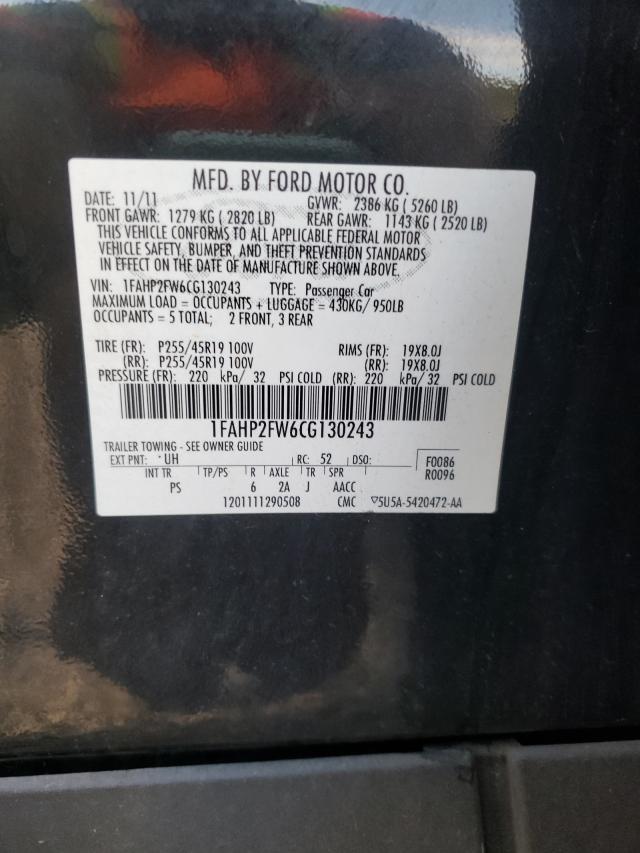 MFD. BY FORD MOTOR CO.
DATE: 11/11 GVWR: 2386 KG ( 5260 LB)
FRONT GAWR: 1279 KG ( 2820 LB) REAR GAWR: 1143 KG ( 2520 LB)
THIS VEHICLE CONFORMS TO ALL APPLICABLE FEDERAL MOTOR
VEHICLE SAFETY, BUMPER, AND THEFT PREVENTION STANDARDS
IN EFFECT ON THE DATE OF MANUFACTURE SHOWN ABOVE.
VIN: 1FAHP2FW6CG130243 TYPE: Passenger Car
MAXIMUM LOAD = OCCUPANTS + LUGGAGE = 430KG/ 950LB
OCCUPANTS = 5 TOTAL; 2 FRONT, 3 REAR
TIRE (FR): P255/45R19 100V RIMS (FR): 19X8.0J
(RR): P255/45R19 100V (RR): 19X8.0J
PRESSURE (FR): 220 kPa/ 32 PSI COLD (RR): 220 kPa/ 32 PSI COLD
1FAHP2FW6CG130243
TRAILER TOWING - SEE OWNER GUIDE
EXT PNT: UH RC: 52 DSO: F0086
R0096
INT TR TP/PS R AXLE TR SPR
PS 6 2A J AACC
1201111290508 CMC ▽5U5A-5420472-AA